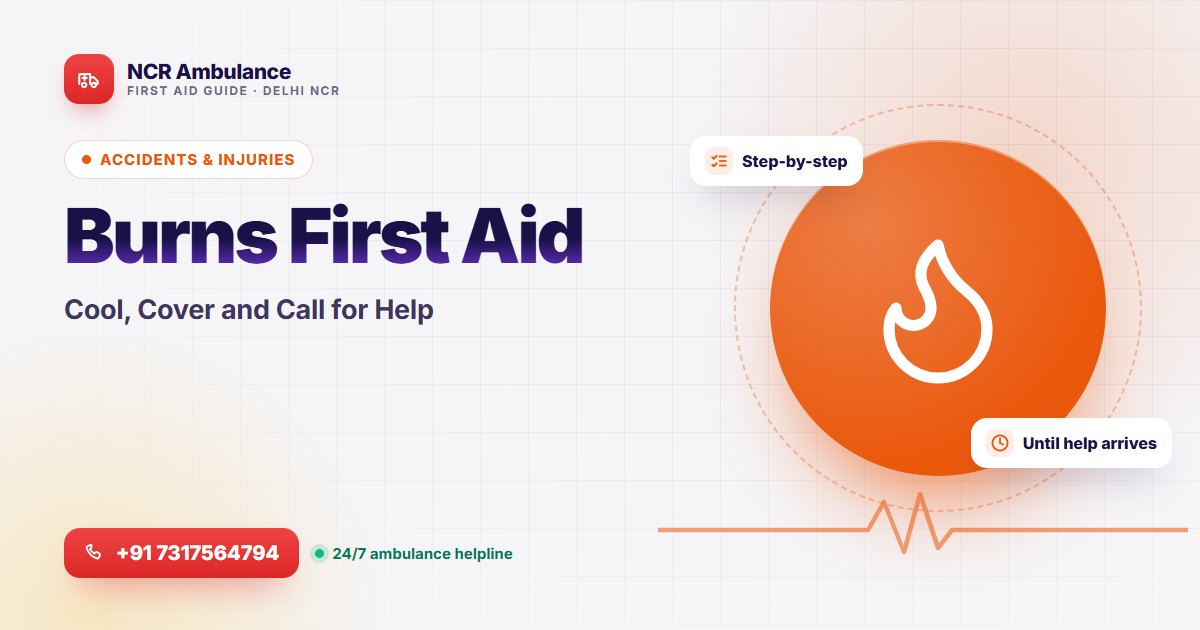 NCR Ambulance
FIRST AID GUIDE · DELHI NCR
ACCIDENTS & INJURIES
Burns First Aid
Cool, Cover and Call for Help
Step-by-step
Until help arrives
+91 7317564794
24/7 ambulance helpline